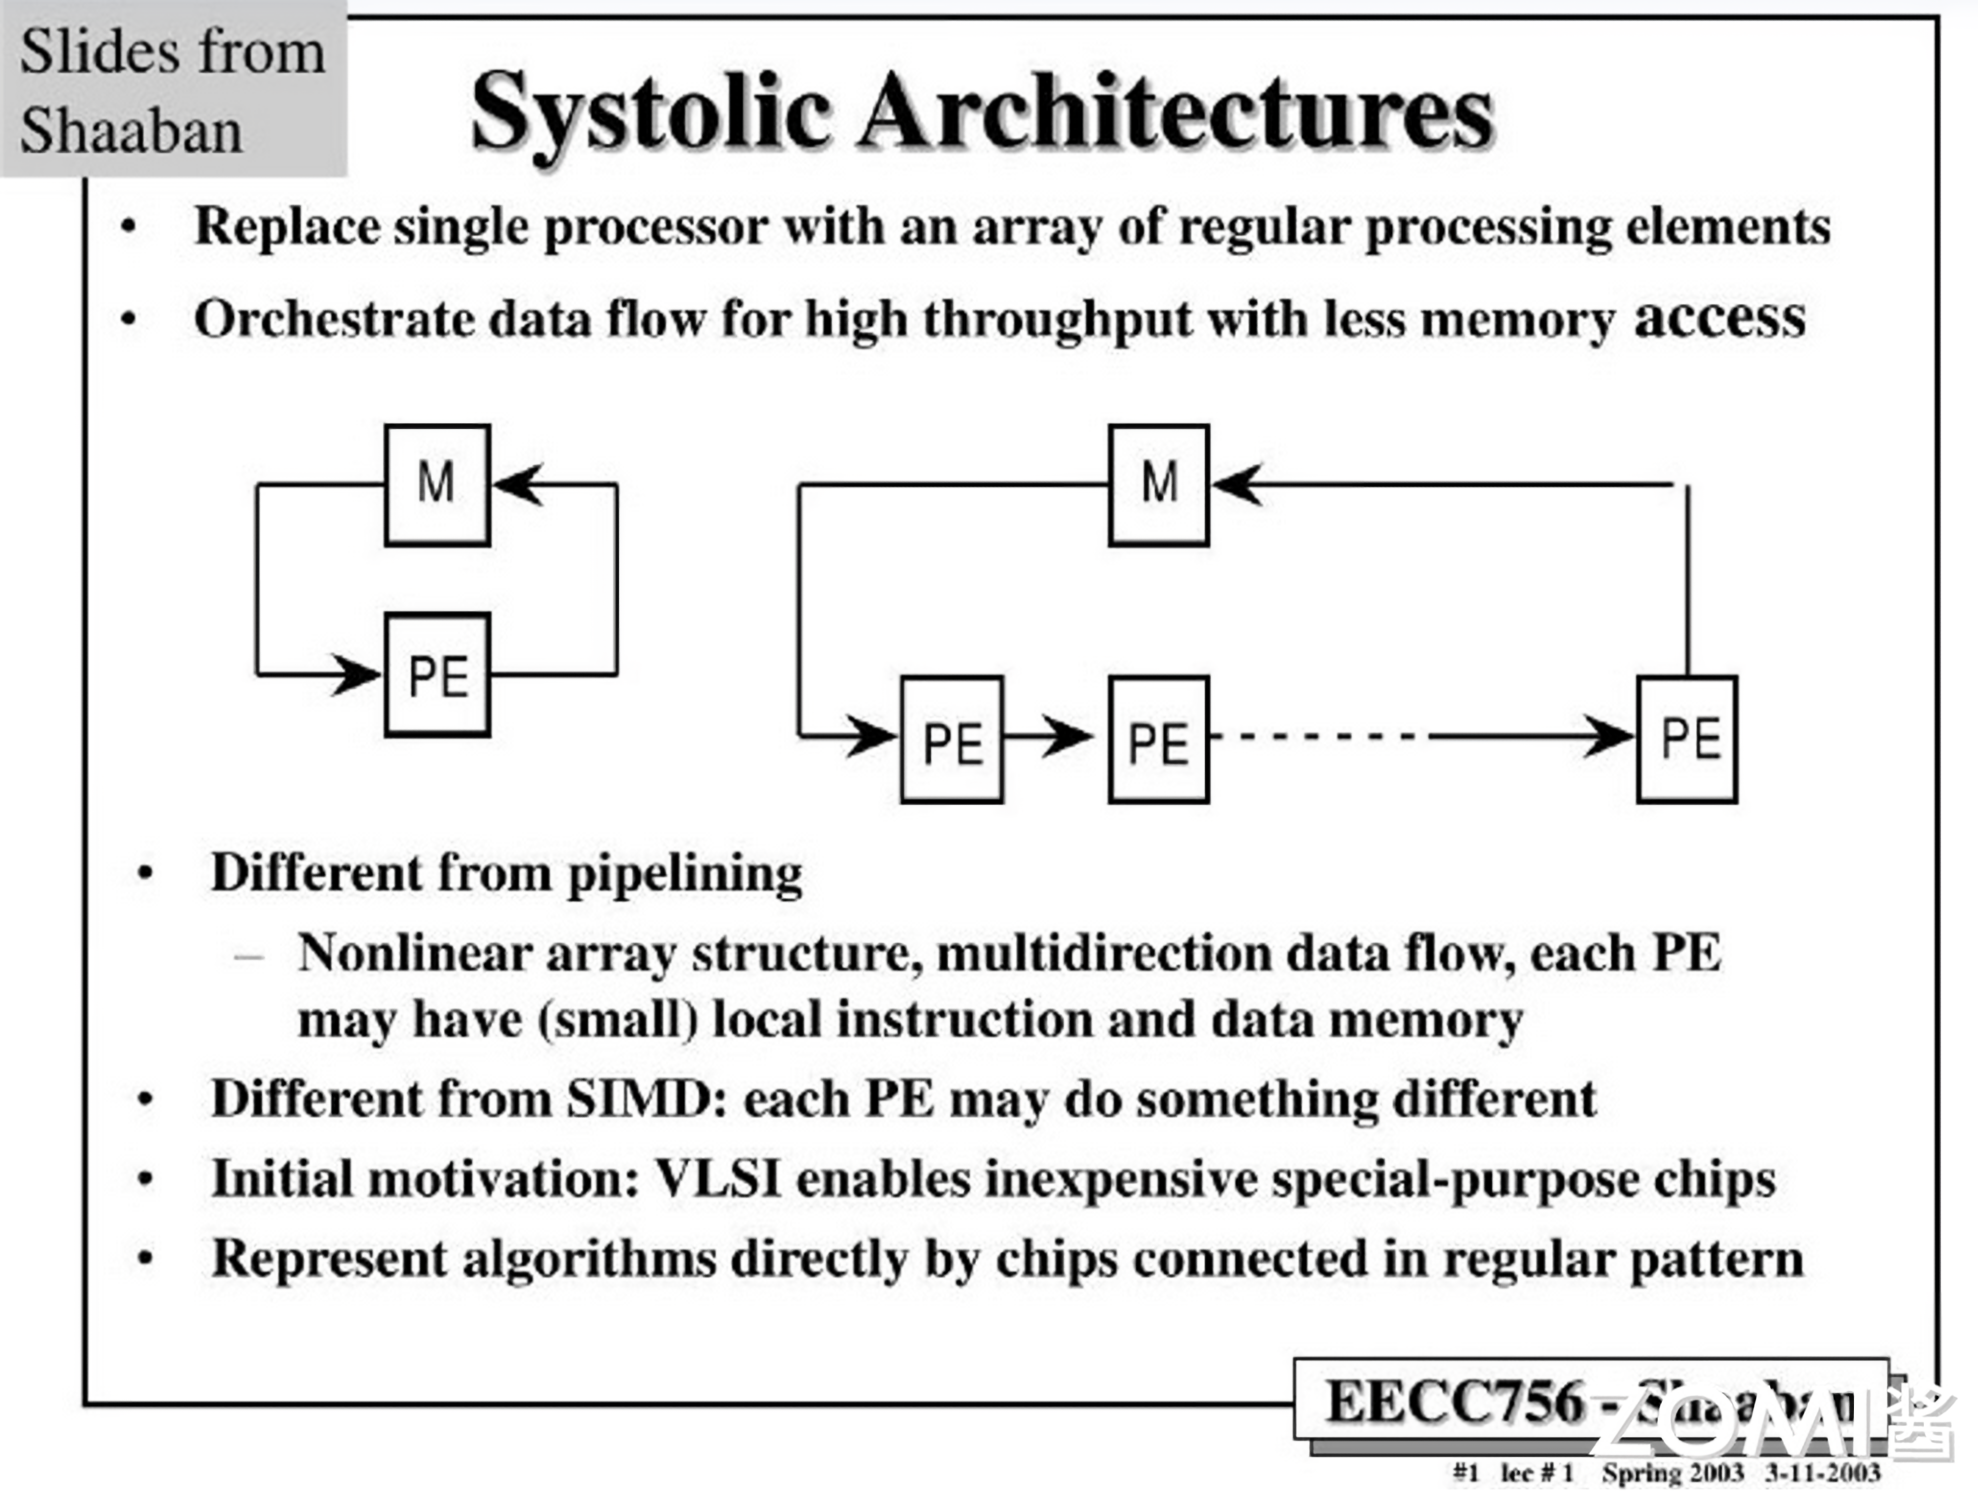 Slides from
Shaaban
Systolic Architectures
• Replace single processor with an array of regular processing elements
• Orchestrate data flow for high throughput with less memory access
M
M
PE
PE
PE
PE
• Different from pipelining
– Nonlinear array structure, multidirection data flow, each PE
may have (small) local instruction and data memory
• Different from SIMD: each PE may do something different
• Initial motivation: VLSI enables inexpensive special-purpose chips
• Represent algorithms directly by chips connected in regular pattern
EECC756 - Shaaban
ZOMI酱
#1 lec # 1 Spring 2003 3-11-2003